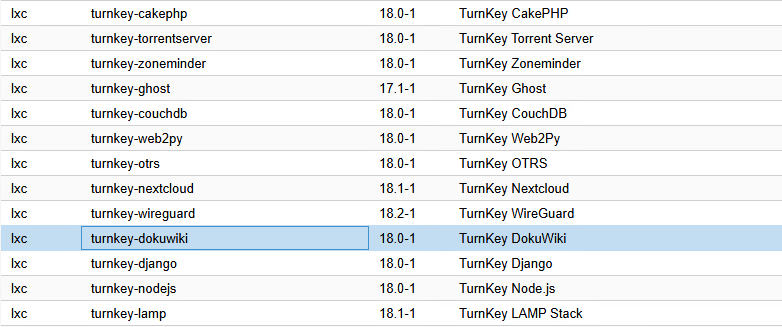 lxc turnkey-cakephp 18.0-1 TurnKey CakePHP
lxc turnkey-torrentserver 18.0-1 TurnKey Torrent Server
lxc turnkey-zoneminder 18.0-1 TurnKey Zoneminder
lxc turnkey-ghost 17.1-1 TurnKey Ghost
lxc turnkey-couchdb 18.0-1 TurnKey CouchDB
lxc turnkey-web2py 18.0-1 TurnKey Web2Py
lxc turnkey-otrs 18.0-1 TurnKey OTRS
lxc turnkey-nextcloud 18.1-1 TurnKey Nextcloud
lxc turnkey-wireguard 18.2-1 TurnKey WireGuard
lxc turnkey-dokuwiki 18.0-1 TurnKey DokuWiki
lxc turnkey-django 18.0-1 TurnKey Django
lxc turnkey-nodejs 18.0-1 TurnKey Node.js
lxc turnkey-lamp 18.1-1 TurnKey LAMP Stack